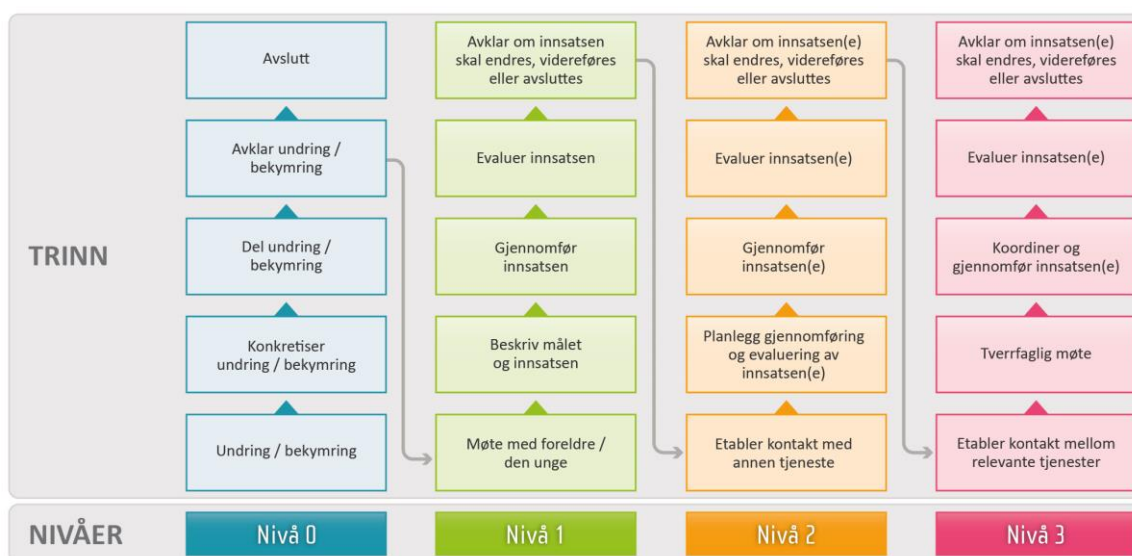 Avslutt
Avklar om innsatsen
skal endres, videreføres
eller avsluttes
Avklar om innsatsen(e)
skal endres, videreføres
eller avsluttes
Avklar om innsatsen(e)
skal endres, videreføres
eller avsluttes
Avklar undring /
bekymring
Evaluer innsatsen
Evaluer innsatsen(e)
Evaluer innsatsen(e)
TRINN
Del undring /
bekymring
Gjennomfør
innsatsen
Gjennomfør
innsatsen(e)
Koordiner og
gjennomfør innsatsen(e)
Konkretiser
undring / bekymring
Beskriv målet
og innsatsen
Planlegg gjennomføring
og evaluering av
innsatsen(e)
Tverrfaglig møte
Undring / bekymring
Møte med foreldre /
den unge
Etabler kontakt med
annen tjeneste
Etabler kontakt mellom
relevante tjenester
NIVÅER
Nivå 0
Nivå 1
Nivå 2
Nivå 3